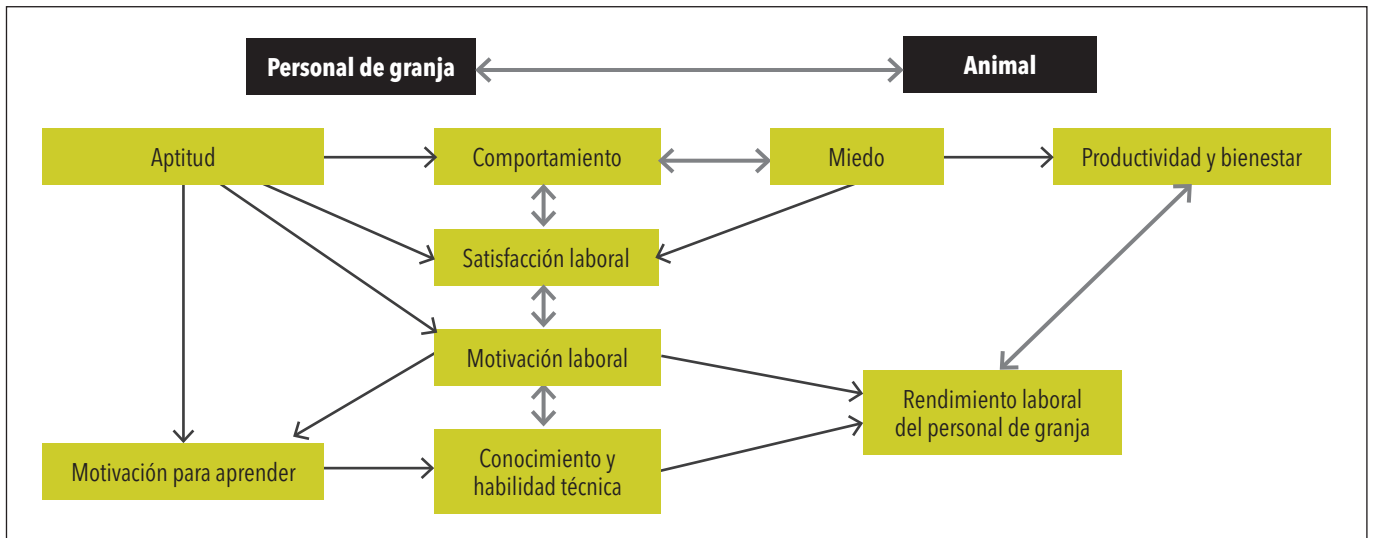 Personal de granja
Animal
Aptitud
Comportamiento
Miedo
Productividad y bienestar
Satisfacción laboral
Motivación laboral
Rendimiento laboral
del personal de granja
Motivación para aprender
Conocimiento y
habilidad técnica